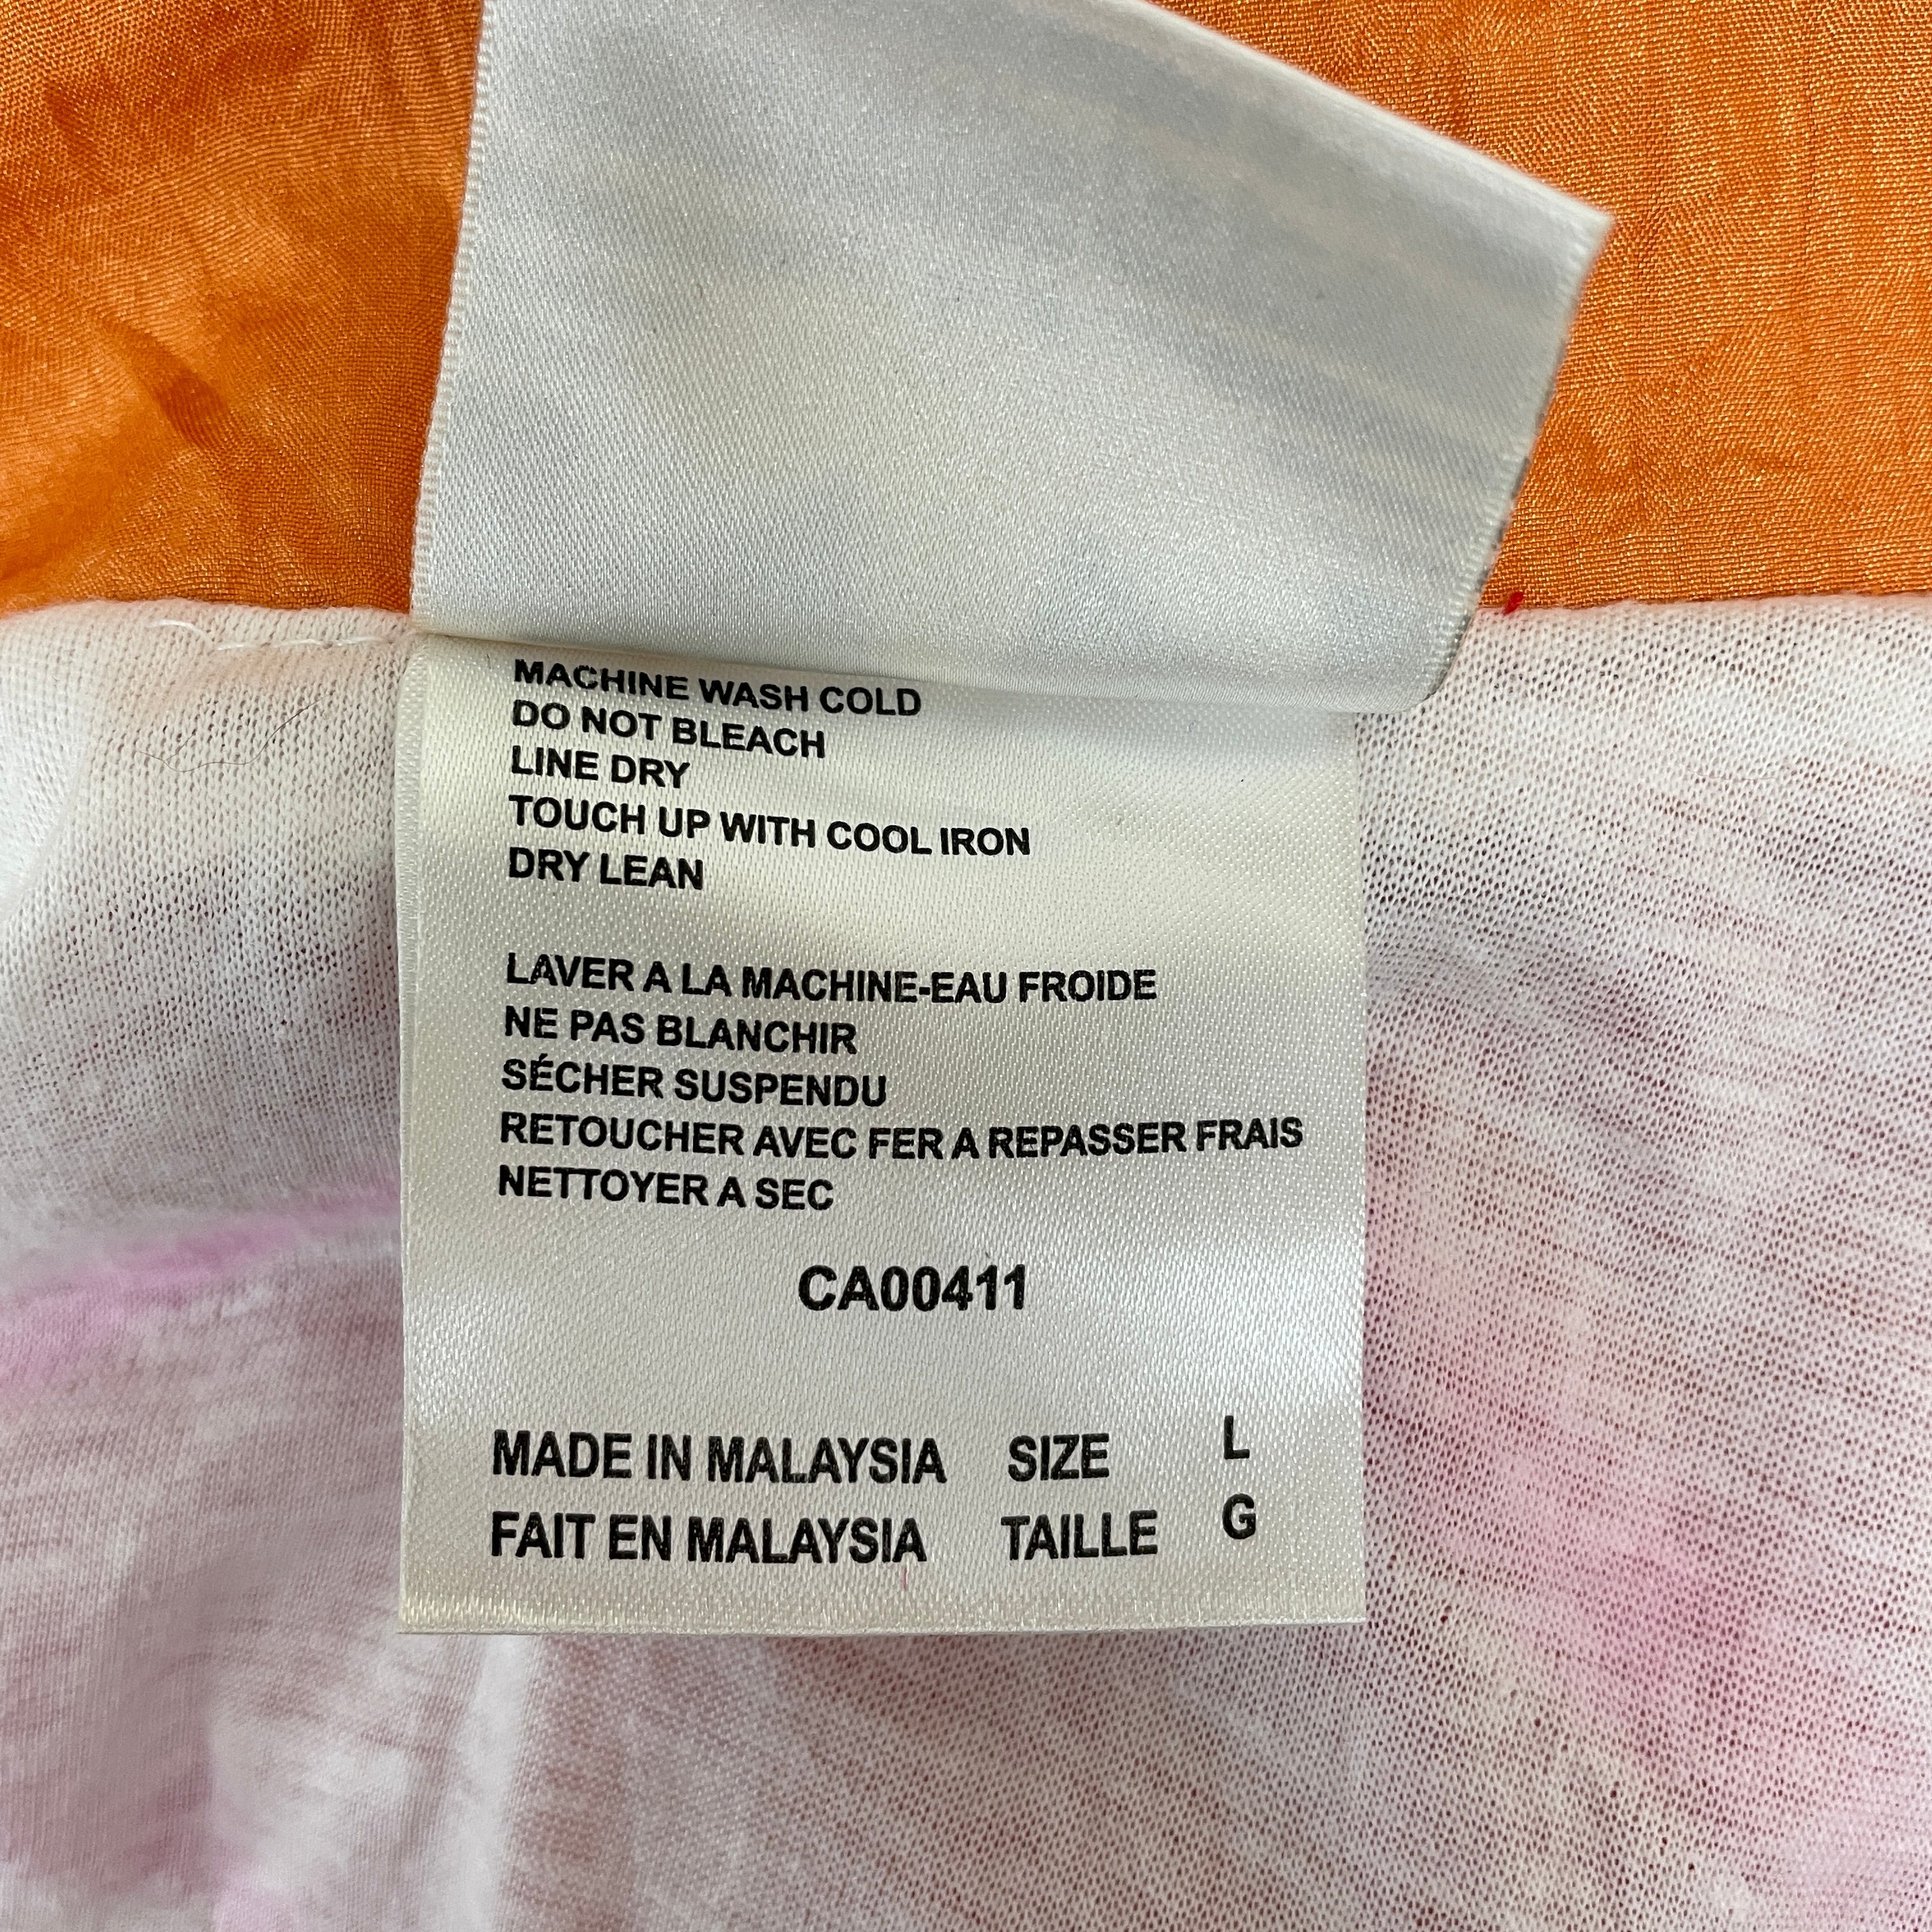 MACHINE WASH COLD
DO NOT BLEACH
LINE DRY
TOUCH UP WITH COOL IRON
DRY LEAN
LAVER A LA MACHINE-EAU FROIDE
NE PAS BLANCHIR
SÉCHER SUSPENDU
RETOUCHER AVEC FER A REPASSER FRAIS
NETTOYER A SEC
CA00411
MADE IN MALAYSIA SIZE L
FAIT EN MALAYSIA TAILLE G